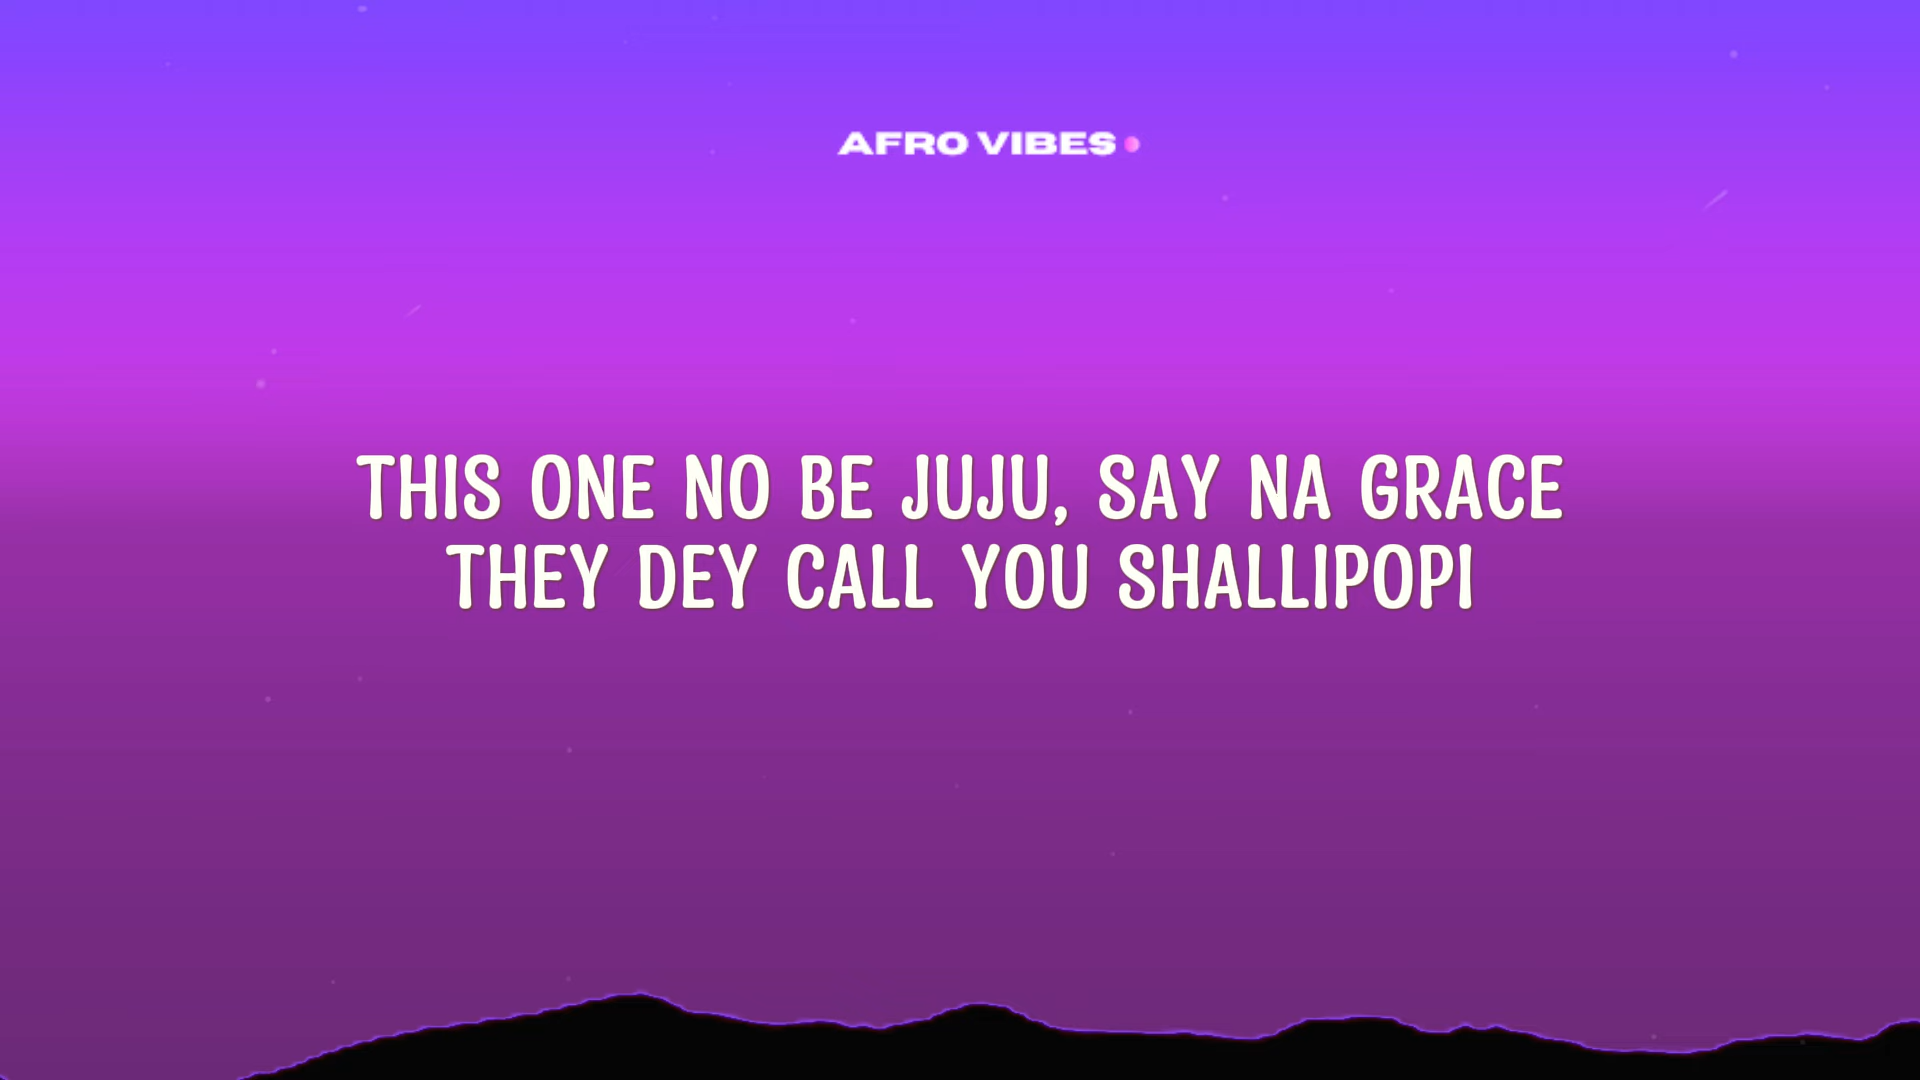 AFRO VIBES
THIS ONE NO BE JUJU, SAY NA GRACE
THEY DEY CALL YOU SHALLIPOPI